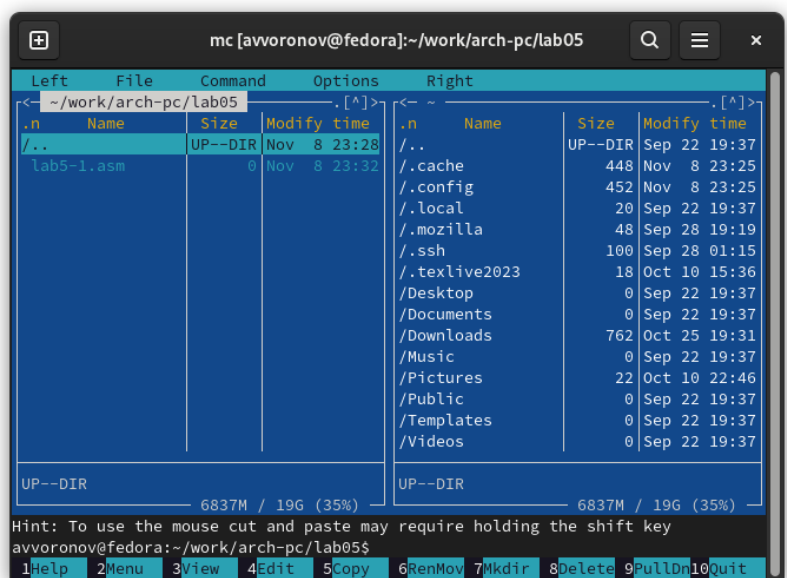 mc [avvoronov@fedora]:~/work/arch-pc/lab05
Left File Command Options Right
<─ ~/work/arch-pc/lab05 ─.[^]>
.n Name Size Modify time
/.. UP--DIR Nov 8 23:28
lab5-1.asm 0 Nov 8 23:32
UP--DIR
6837M / 19G (35%)
<─ ~ ─.[^]>
.n Name Size Modify time
/.. UP--DIR Sep 22 19:37
/.cache 448 Nov 8 23:25
/.config 452 Nov 8 23:25
/.local 20 Sep 22 19:37
/.mozilla 48 Sep 28 19:19
/.ssh 100 Sep 28 01:15
/.texlive2023 18 Oct 10 15:36
/Desktop 0 Sep 22 19:37
/Documents 0 Sep 22 19:37
/Downloads 762 Oct 25 19:31
/Music 0 Sep 22 19:37
/Pictures 22 Oct 10 22:46
/Public 0 Sep 22 19:37
/Templates 0 Sep 22 19:37
/Videos 0 Sep 22 19:37
UP--DIR
6837M / 19G (35%)
Hint: To use the mouse cut and paste may require holding the shift key
avvoronov@fedora:~/work/arch-pc/lab05$
1Help 2Menu 3View 4Edit 5Copy 6RenMov 7Mkdir 8Delete 9PullDn 10Quit